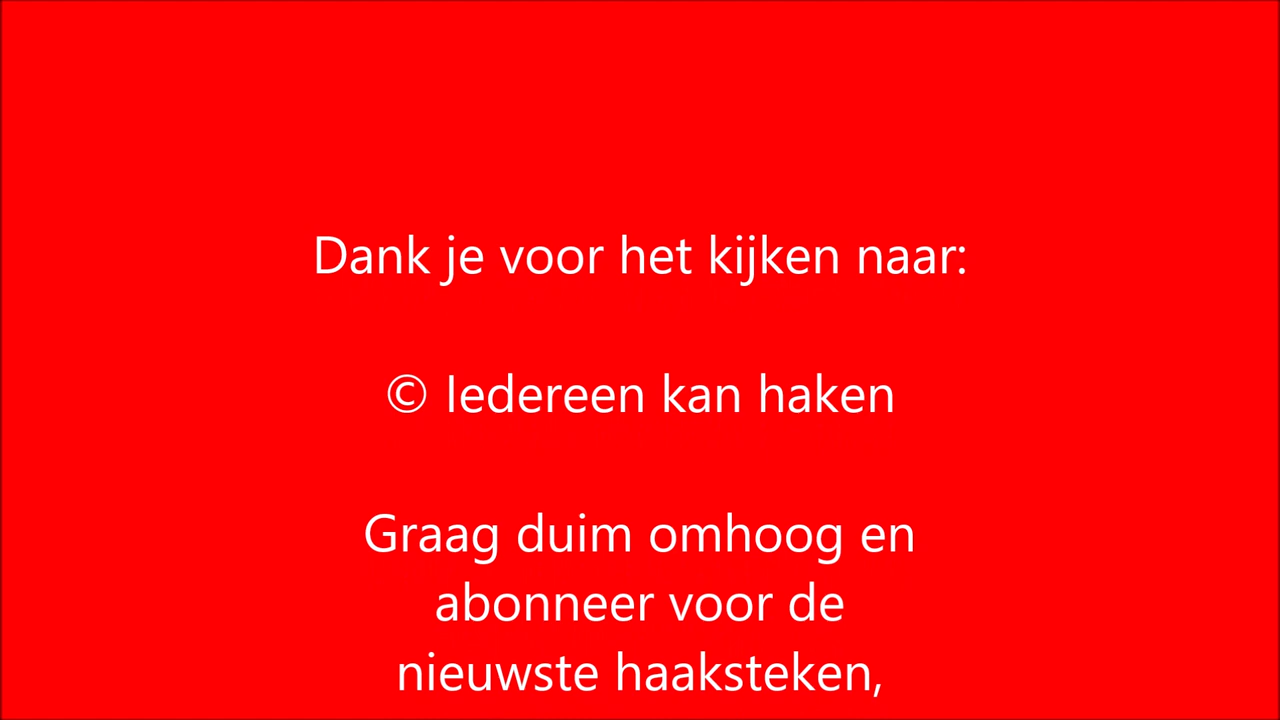 Dank je voor het kijken naar:
© Iedereen kan haken
Graag duim omhoog en
abonneer voor de
nieuwste haaksteken,